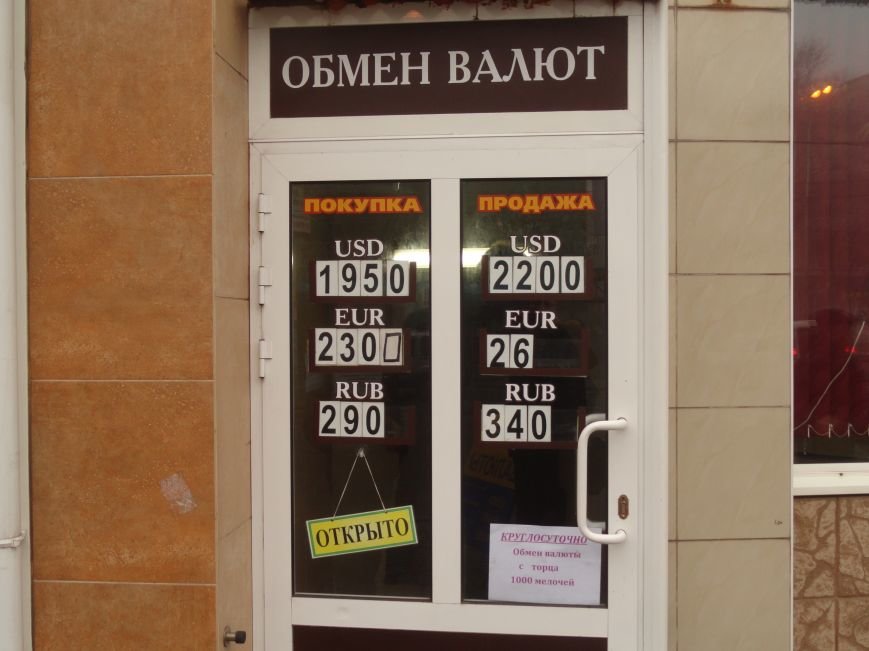 ОБМЕН ВАЛЮТ
ПОКУПКА
USD
1950
EUR
2300
RUB
290
ОТКРЫТО
ПРОДАЖА
USD
2200
EUR
26
RUB
340
КРУГЛОСУТОЧНО
Обмен валюты
с торца
1000 мелочей